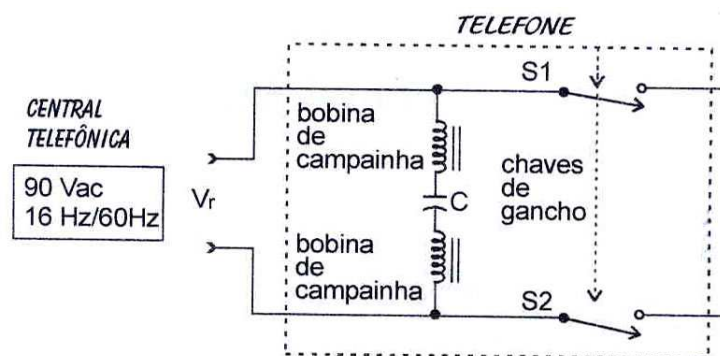 TELEFONE
S1
CENTRAL
TELEFÔNICA
90 Vac
16 Hz/60Hz
Vr
bobina
de
campainha
C
chaves
de
gancho
bobina
de
campainha
S2